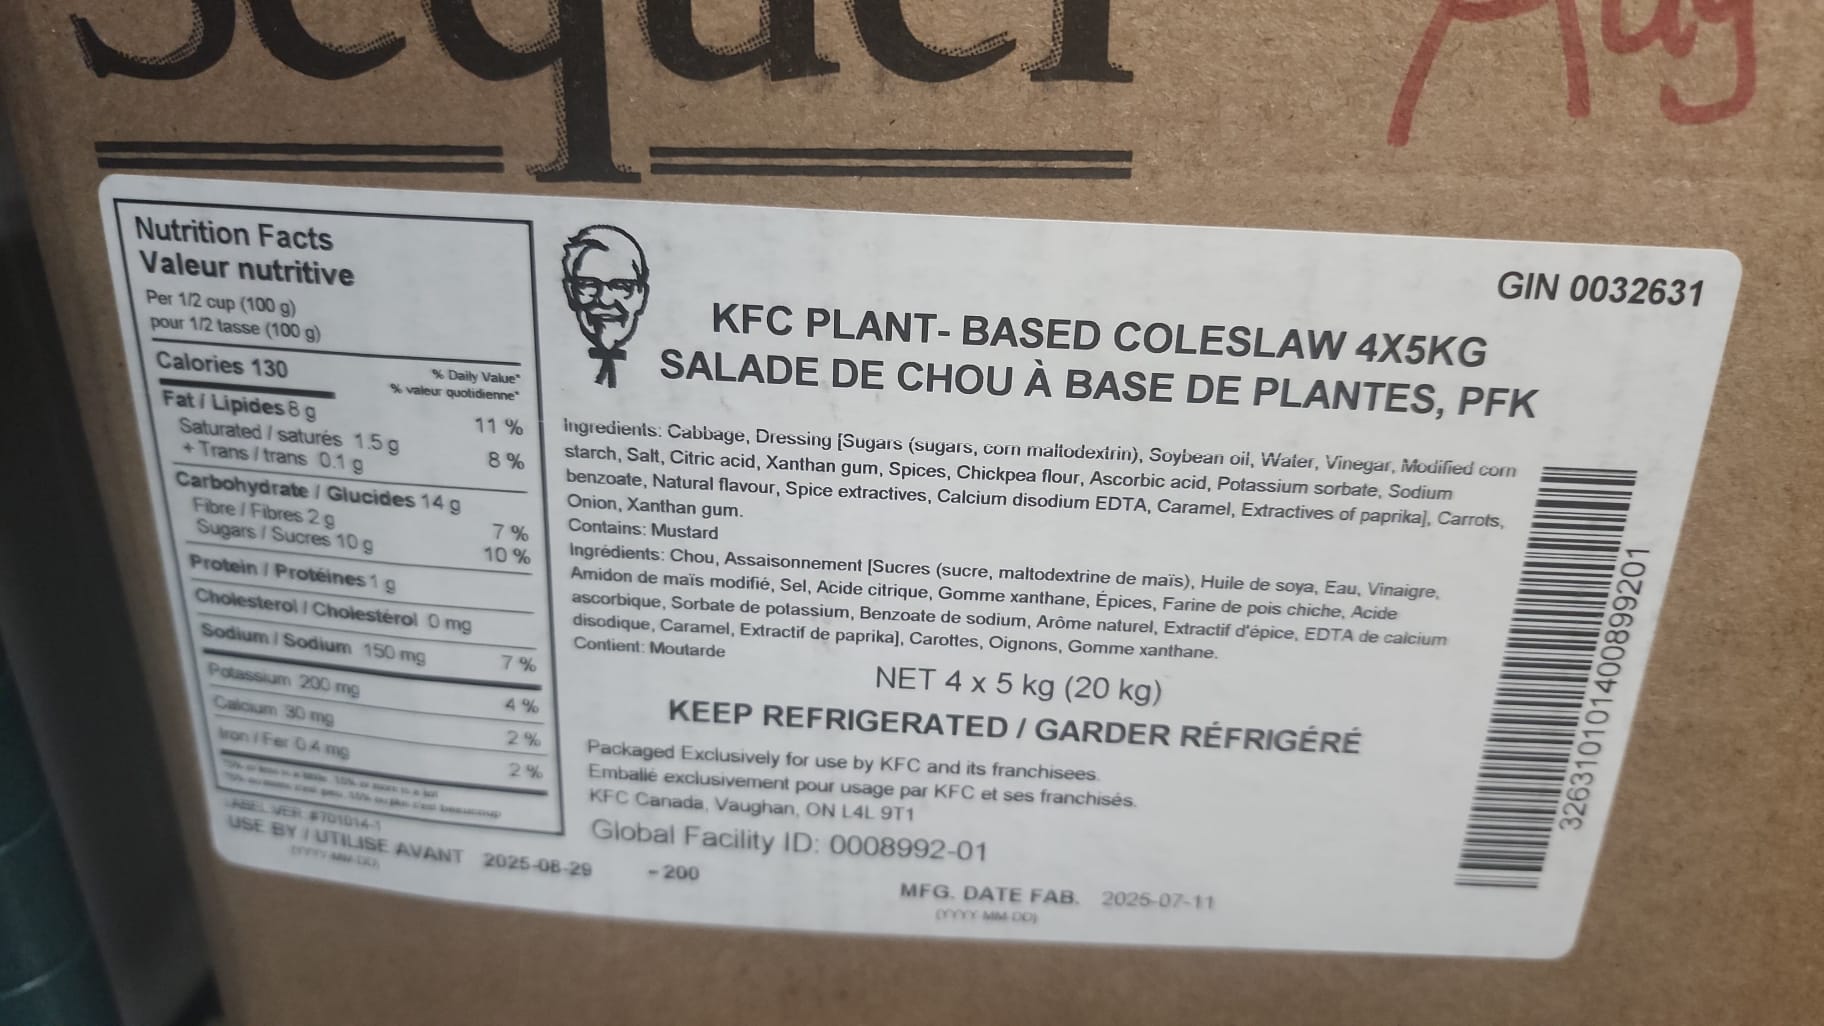 Sequel
Aug
Nutrition Facts
Valeur nutritive
Per 1/2 cup (100 g)
pour 1/2 tasse (100 g)
Calories 130
% Daily Value*
% valeur quotidienne*
Fat / Lipides 8 g 11 %
Saturated / saturés 1.5 g
+ Trans / trans 0.1 g 8 %
Carbohydrate / Glucides 14 g
Fibre / Fibres 2 g 7 %
Sugars / Sucres 10 g 10 %
Protein / Protéines 1 g
Cholesterol / Cholestérol 0 mg
Sodium / Sodium 150 mg 7 %
Potassium 200 mg 4 %
Calcium 30 mg 2 %
Iron / Fer 0.4 mg 2 %
LABEL VER #701014-1
USE BY / UTILISE AVANT 2025-08-29 - 200
(YYYY-MM-DD)
GIN 0032631
KFC PLANT- BASED COLESLAW 4X5KG
SALADE DE CHOU À BASE DE PLANTES, PFK
Ingredients: Cabbage, Dressing [Sugars (sugars, corn maltodextrin), Soybean oil, Water, Vinegar, Modified corn
starch, Salt, Citric acid, Xanthan gum, Spices, Chickpea flour, Ascorbic acid, Potassium sorbate, Sodium
benzoate, Natural flavour, Spice extractives, Calcium disodium EDTA, Caramel, Extractives of paprika], Carrots,
Onion, Xanthan gum.
Contains: Mustard
Ingrédients: Chou, Assaisonnement [Sucres (sucre, maltodextrine de maïs), Huile de soya, Eau, Vinaigre,
Amidon de maïs modifié, Sel, Acide citrique, Gomme xanthane, Épices, Farine de pois chiche, Acide
ascorbique, Sorbate de potassium, Benzoate de sodium, Arôme naturel, Extractif d'épice, EDTA de calcium
disodique, Caramel, Extractif de paprika], Carottes, Oignons, Gomme xanthane.
Contient: Moutarde
NET 4 x 5 kg (20 kg)
KEEP REFRIGERATED / GARDER RÉFRIGÉRÉ
Packaged Exclusively for use by KFC and its franchisees.
Emballé exclusivement pour usage par KFC et ses franchisés.
KFC Canada, Vaughan, ON L4L 9T1
Global Facility ID: 0008992-01
MFG. DATE FAB. 2025-07-11
(YYYY-MM-DD)
326310101400899201